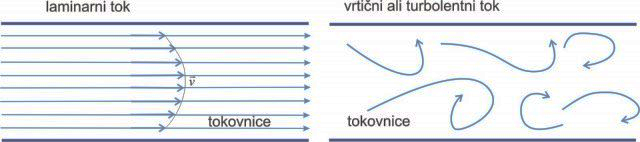 laminarni tok
v
tokovnice
vrtični ali turbolentni tok
tokovnice